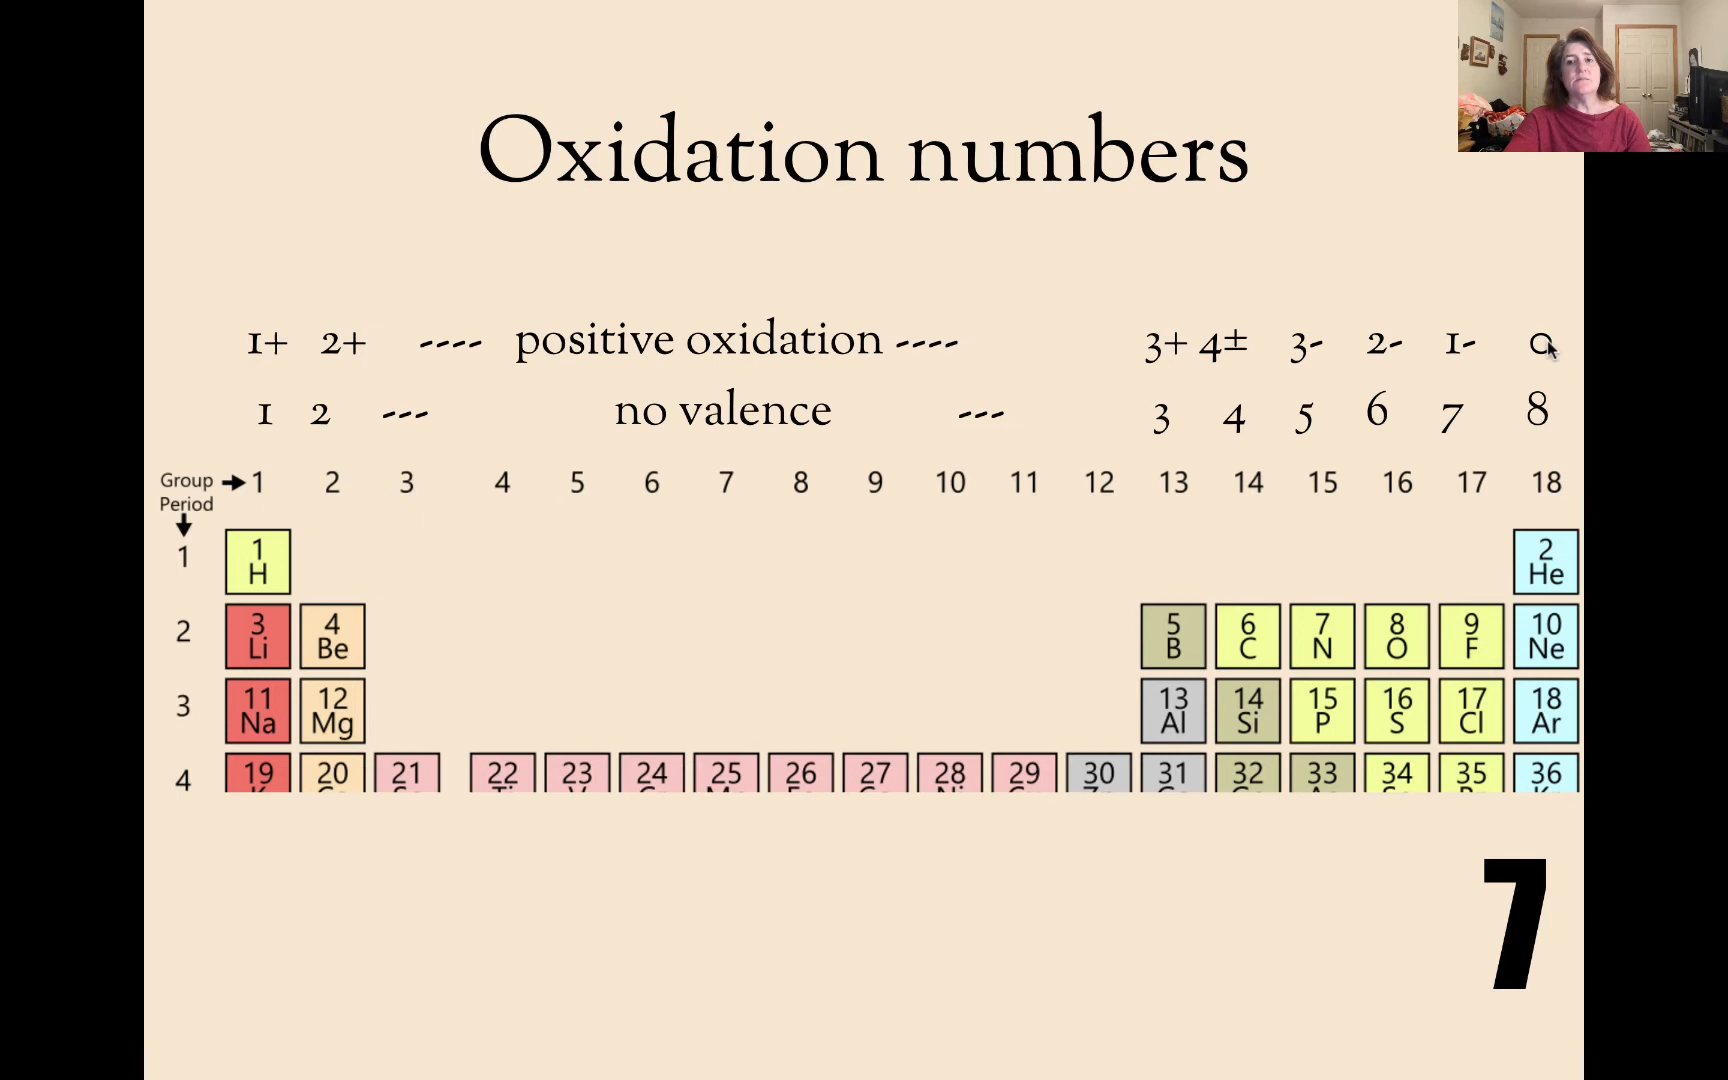 Oxidation numbers
1+ 2+ ---- positive oxidation ---- 3+ 4± 3- 2- 1- 0
1 2 --- no valence --- 3 4 5 6 7 8
Group → 1 2 3 4 5 6 7 8 9 10 11 12 13 14 15 16 17 18
Period
1 1 2
H He
2 3 4 5 6 7 8 9 10
Li Be B C N O F Ne
3 11 12 13 14 15 16 17 18
Na Mg Al Si P S Cl Ar
4 19 20 21 22 23 24 25 26 27 28 29 30 31 32 33 34 35 36
7